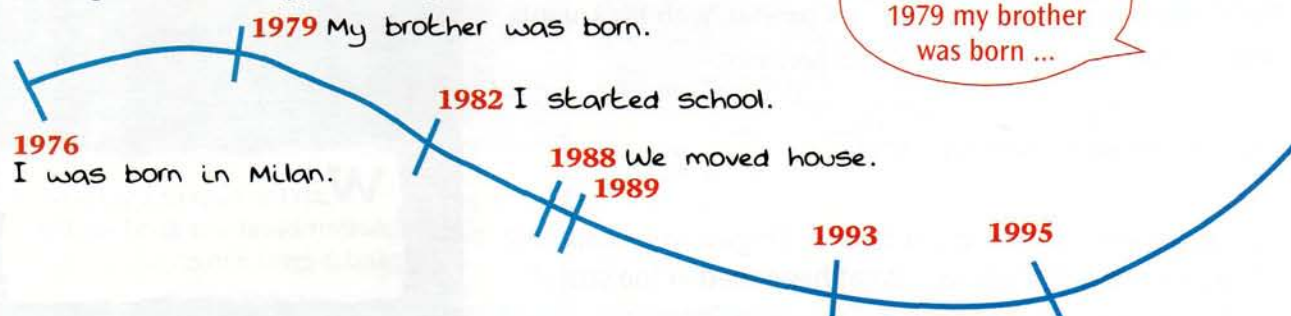 1979 My brother was born.
1979 my brother
was born ...
1982 I started school.
1976
I was born in Milan.
1988 We moved house.
1989
1993
1995